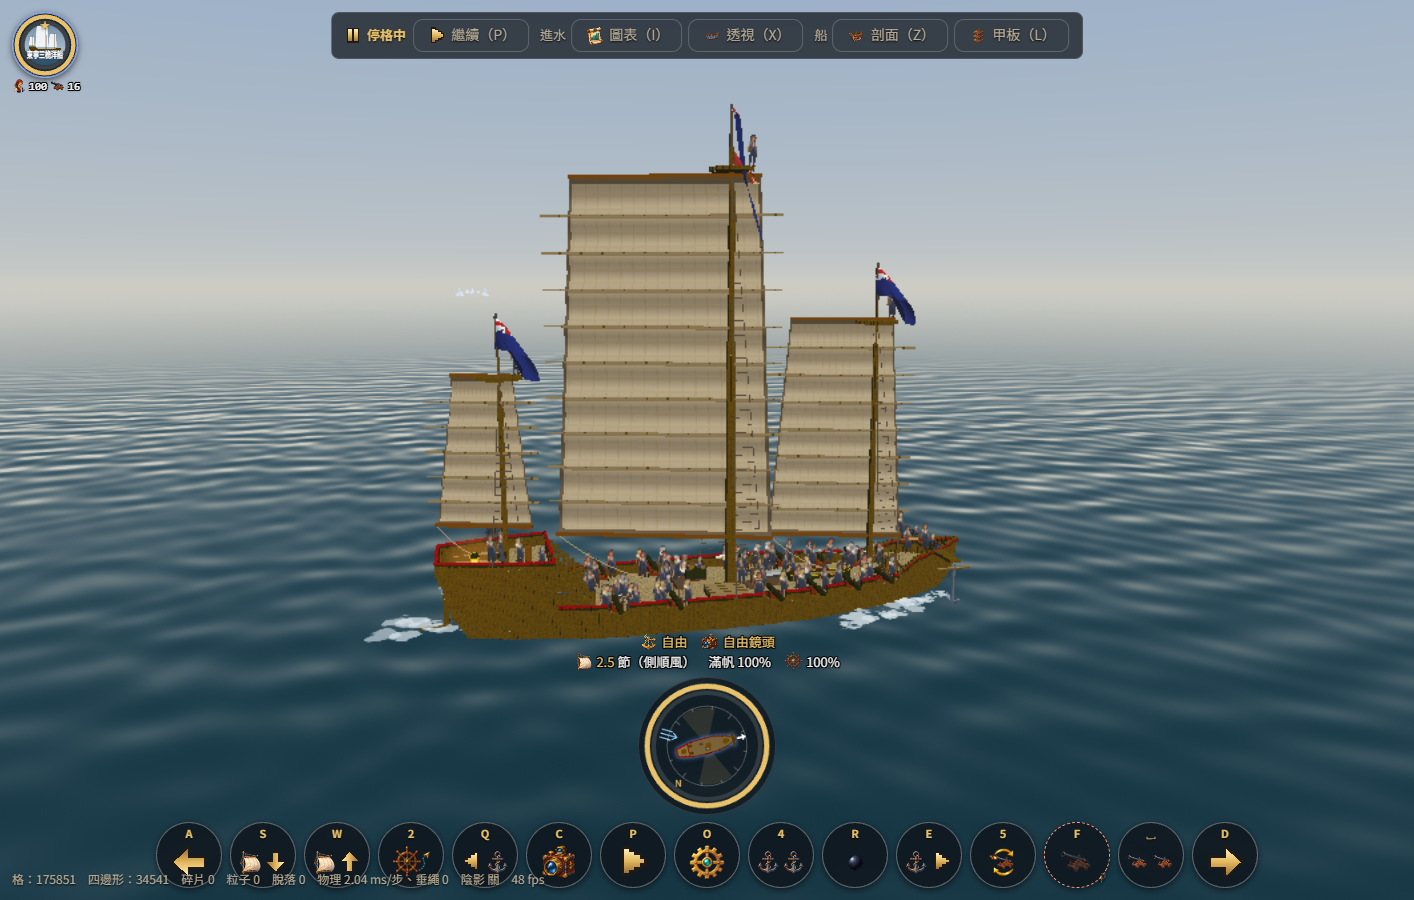 停格中 繼續（P） 進水 圖表（I） 透視（X） 船 剖面（Z） 甲板（L）
100 16
自由 自由鏡頭
2.5 節（側順風） 滿帆 100% 100%
N
A S W 2 Q C P O 4 R E 5 F D
格：175851 四邊形：34541 碎片 0 粒子 0 脫落 0 物理 2.04 ms/步、垂繩 0 陰影 關 48 fps